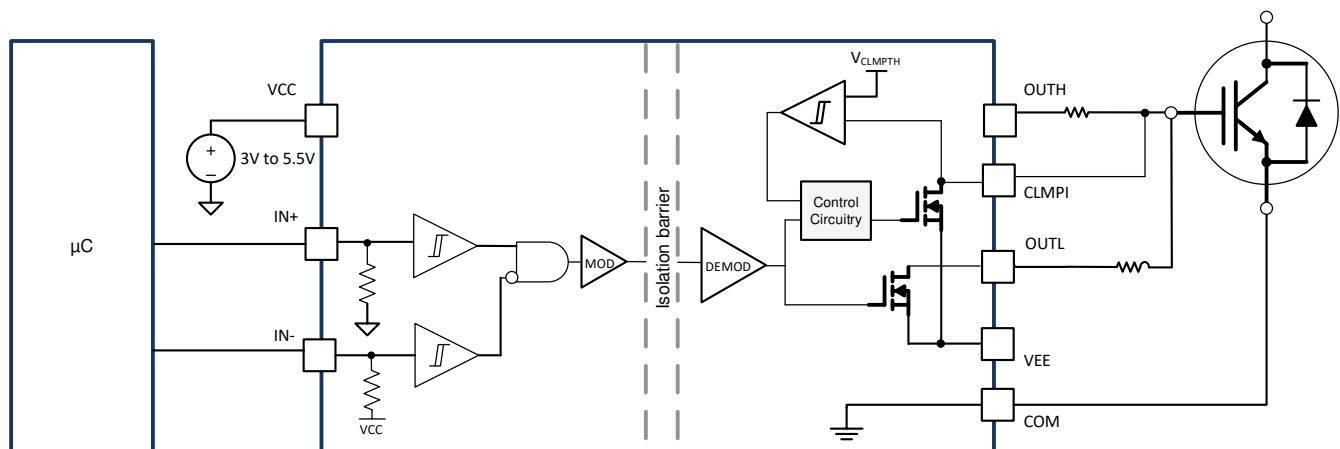 μC
VCC
+
−
3V to 5.5V
IN+
IN-
VCC
MOD
Isolation barrier
DEMOD
VCLMPTH
Control
Circuitry
OUTH
CLMPI
OUTL
VEE
COM